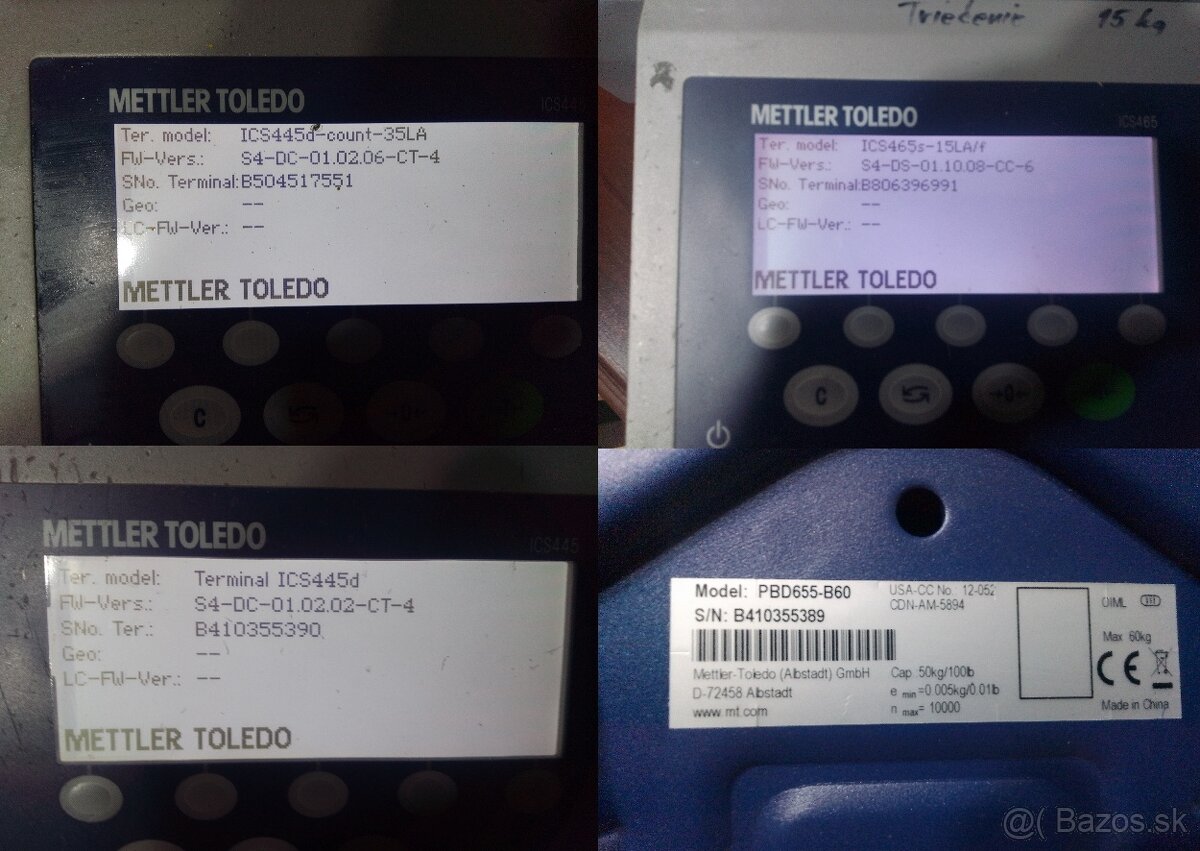 METTLER TOLEDO
ICS445
Ter. model: ICS445d-count-35LA
FW-Vers.: S4-DC-01.02.06-CT-4
SNo. Terminal:B504517551
Geo: --
LC-FW-Ver.: --
METTLER TOLEDO
C
Triedenie 15 kg
METTLER TOLEDO
ICS465
Ter. model: ICS465s-15LA/f
FW-Vers.: S4-DS-01.10.08-CC-6
SNo. Terminal:B806396991
Geo: --
LC-FW-Ver.: --
METTLER TOLEDO
C
→0←
METTLER TOLEDO
ICS445
Ter. model: Terminal ICS445d
FW-Vers.: S4-DC-01.02.02-CT-4
SNo. Ter.: B410355390
Geo: --
LC-FW-Ver.: --
METTLER TOLEDO
Model: PBD655-B60
S/N: B410355389
Mettler-Toledo (Albstadt) GmbH
D-72458 Albstadt
www.mt.com
USA-CC No. 12-052
CDN-AM-5894
Cap. 50kg/100lb
e min=0.005kg/0.01lb
n max= 10000
OIML III
Max 60kg
CE
Made in China
@( Bazos.sk